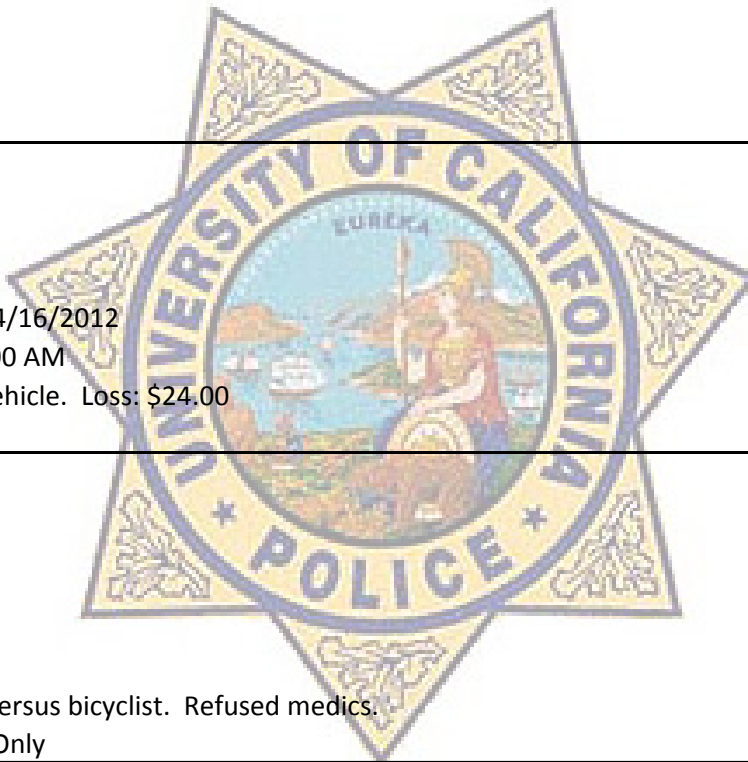 UNIVERSITY OF CALIFORNIA
EUREKA
4/16/2012
00 AM
ehicle.  Loss: $24.00
POLICE
ersus bicyclist.  Refused medics.
Only